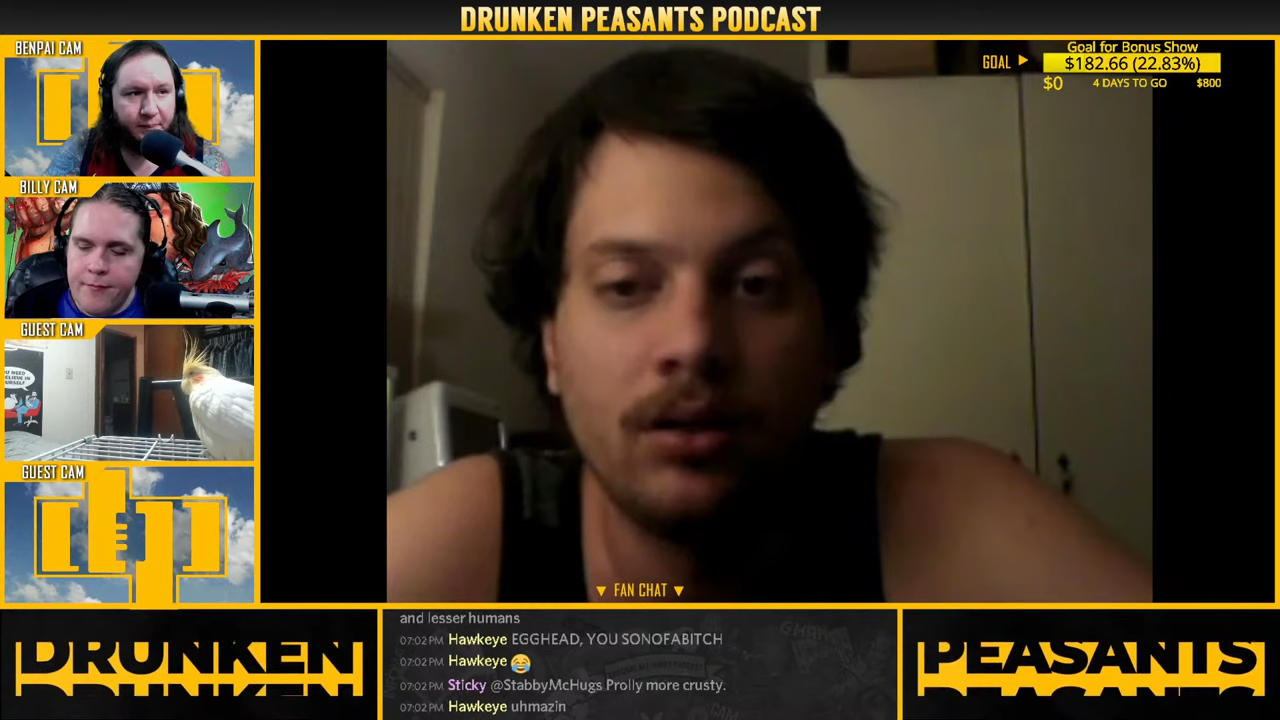 DRUNKEN PEASANTS PODCAST
BENPAI CAM
Goal for Bonus Show
GOAL ▶ $182.66 (22.83%)
$0 4 DAYS TO GO $800
BILLY CAM
GUEST CAM
GUEST CAM
▼ FAN CHAT ▼
and lesser humans
07:02 PM Hawkeye EGGHEAD, YOU SONOFABITCH
07:02 PM Hawkeye 😂
07:02 PM Sticky @StabbyMcHugs Prolly more crusty.
07:02 PM Hawkeye uhmazin
DRUNKEN
PEASANTS